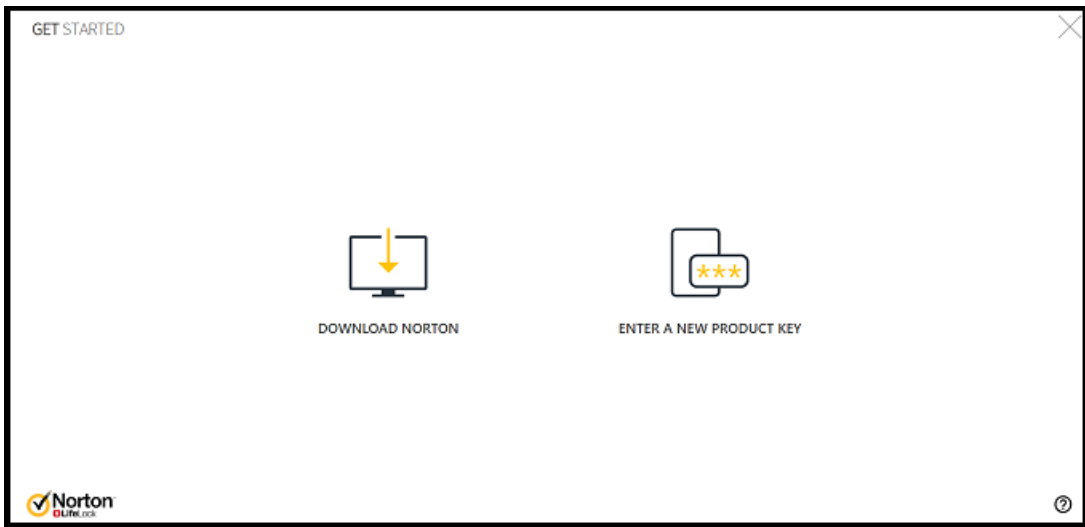 GET STARTED
***
DOWNLOAD NORTON
ENTER A NEW PRODUCT KEY
Norton
LifeLock
?